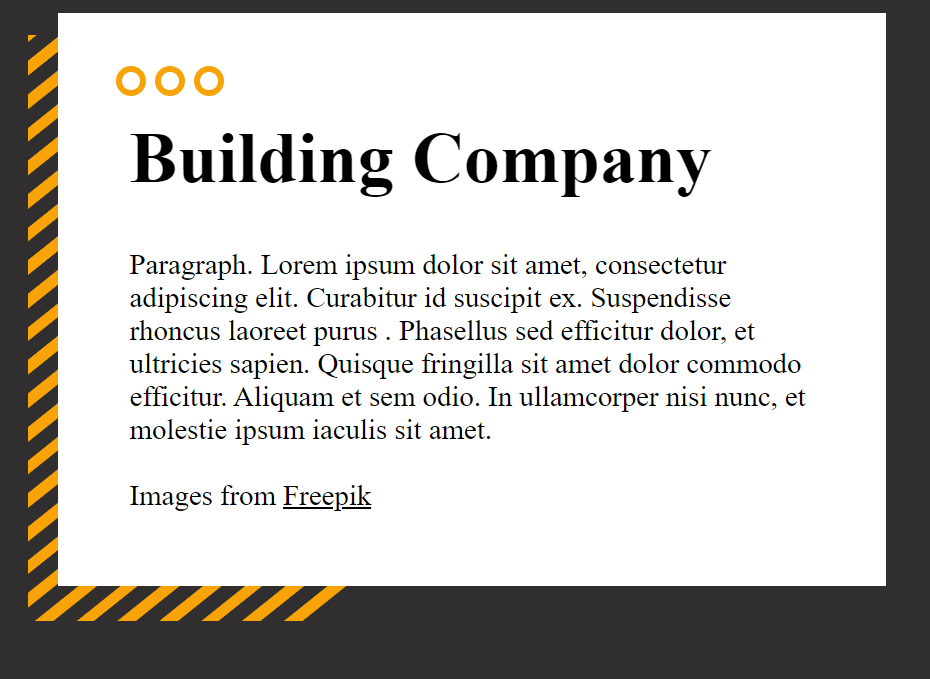 Building Company
Paragraph. Lorem ipsum dolor sit amet, consectetur
adipiscing elit. Curabitur id suscipit ex. Suspendisse
rhoncus laoreet purus . Phasellus sed efficitur dolor, et
ultricies sapien. Quisque fringilla sit amet dolor commodo
efficitur. Aliquam et sem odio. In ullamcorper nisi nunc, et
molestie ipsum iaculis sit amet.
Images from Freepik